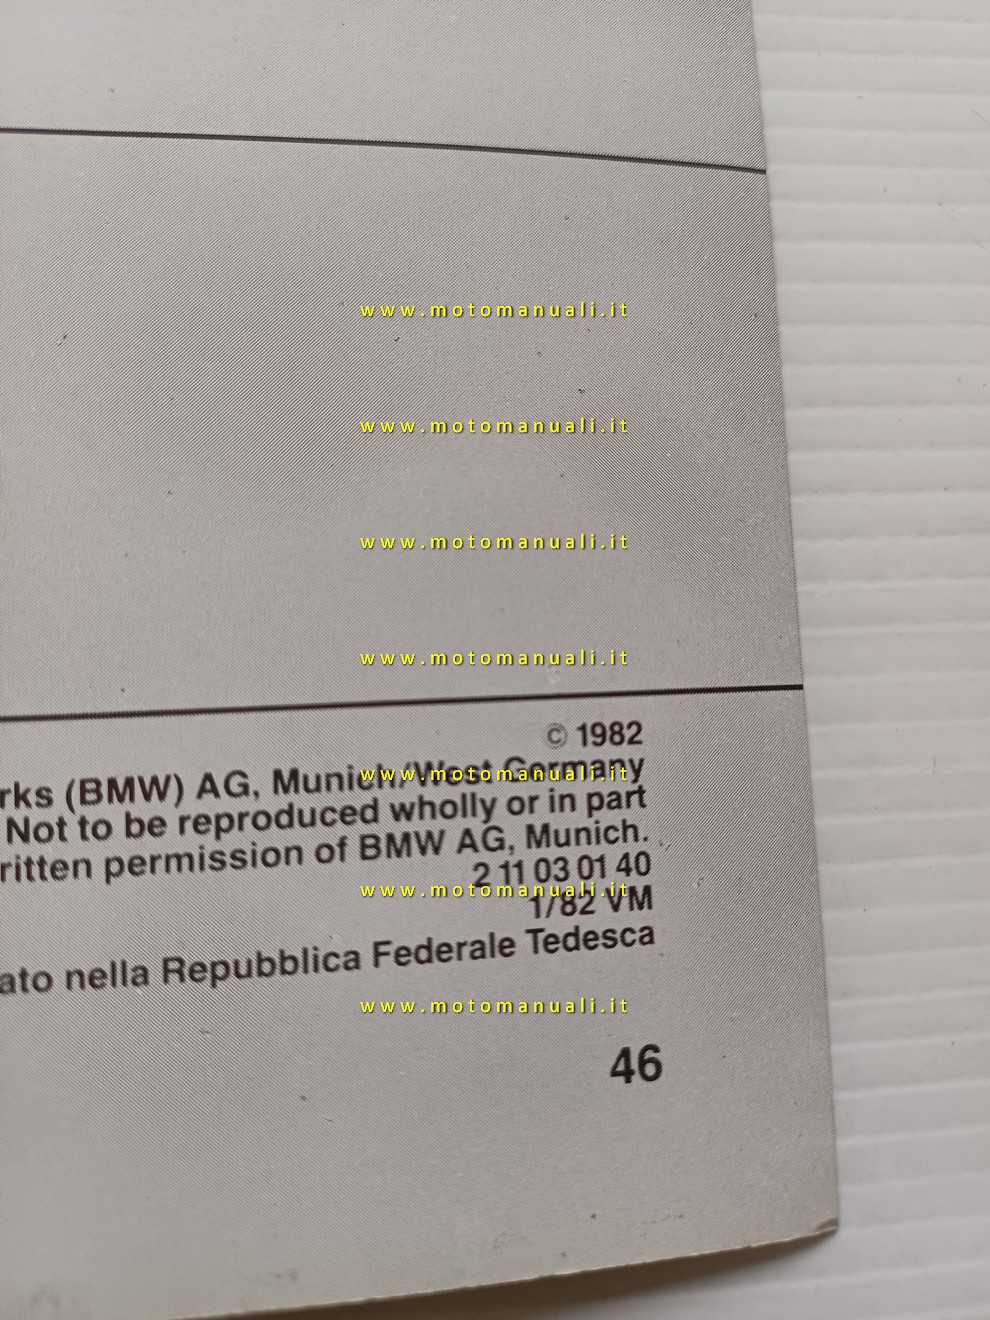 www.motomanuali.it
www.motomanuali.it
www.motomanuali.it
www.motomanuali.it
© 1982
rks (BMW) AG, Munich/West Germany
www.motomanuali.it
Not to be reproduced wholly or in part
ritten permission of BMW AG, Munich.
2 11 03 01 40
www.motomanuali.it
1/82 VM
ato nella Repubblica Federale Tedesca
www.motomanuali.it
46